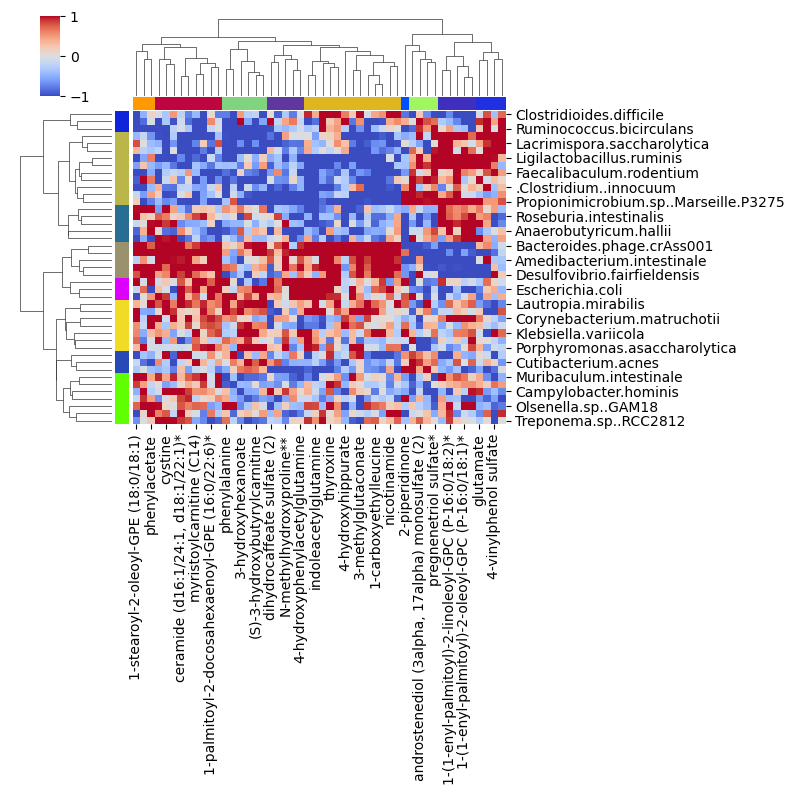 1
0
−1
Clostridioides.difficile
Ruminococcus.bicirculans
Lacrimispora.saccharolytica
Ligilactobacillus.ruminis
Faecalibaculum.rodentium
.Clostridium..innocuum
Propionimicrobium.sp..Marseille.P3275
Roseburia.intestinalis
Anaerobutyricum.hallii
Bacteroides.phage.crAss001
Amedibacterium.intestinale
Desulfovibrio.fairfieldensis
Escherichia.coli
Lautropia.mirabilis
Corynebacterium.matruchotii
Klebsiella.variicola
Porphyromonas.asaccharolytica
Cutibacterium.acnes
Muribaculum.intestinale
Campylobacter.hominis
Olsenella.sp..GAM18
Treponema.sp..RCC2812
1-stearoyl-2-oleoyl-GPE (18:0/18:1)
phenylacetate
cystine
ceramide (d16:1/24:1, d18:1/22:1)*
myristoylcarnitine (C14)
1-palmitoyl-2-docosahexaenoyl-GPE (16:0/22:6)*
phenylalanine
3-hydroxyhexanoate
(S)-3-hydroxybutyrylcarnitine
dihydrocaffeate sulfate (2)
N-methylhydroxyproline**
4-hydroxyphenylacetylglutamine
indoleacetylglutamine
thyroxine
4-hydroxyhippurate
3-methylglutaconate
1-carboxyethylleucine
nicotinamide
2-piperidinone
androstenediol (3alpha, 17alpha) monosulfate (2)
pregnenetriol sulfate*
1-(1-enyl-palmitoyl)-2-linoleoyl-GPC (P-16:0/18:2)*
1-(1-enyl-palmitoyl)-2-oleoyl-GPC (P-16:0/18:1)*
glutamate
4-vinylphenol sulfate